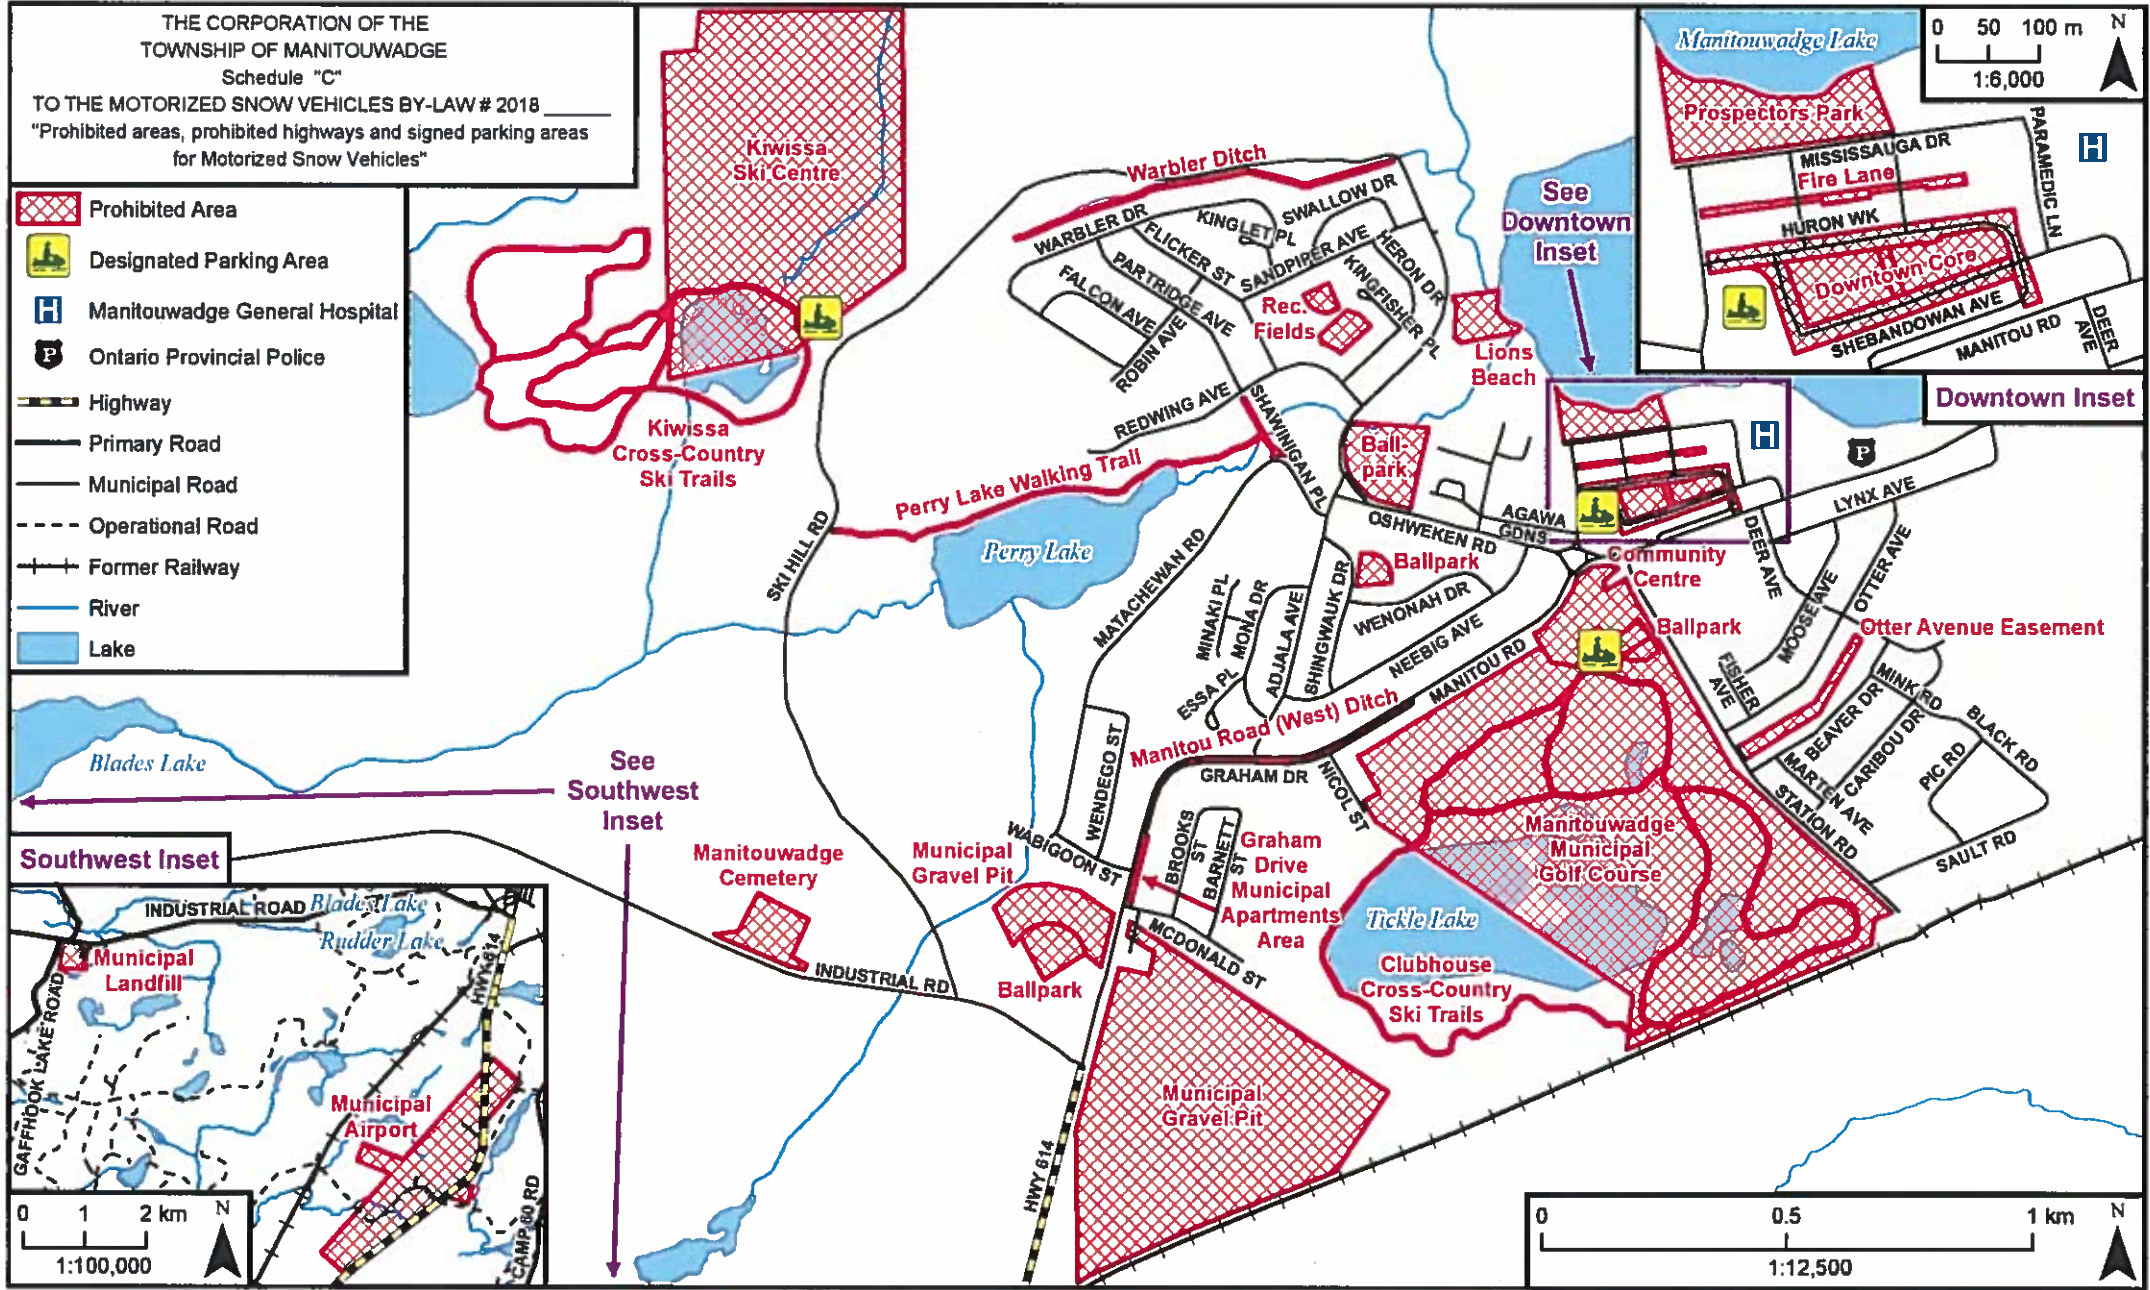 THE CORPORATION OF THE
TOWNSHIP OF MANITOUWADGE
Schedule "C"
TO THE MOTORIZED SNOW VEHICLES BY-LAW # 2018 ______
"Prohibited areas, prohibited highways and signed parking areas
for Motorized Snow Vehicles"
Prohibited Area
Designated Parking Area
H Manitouwadge General Hospital
P Ontario Provincial Police
Highway
Primary Road
Municipal Road
Operational Road
Former Railway
River
Lake
Kiwissa
Ski Centre
Kiwissa
Cross-Country
Ski Trails
Warbler Ditch
WARBLER DR
KINGLET PL
SWALLOW DR
FLICKER ST
SANDPIPER AVE
HERON DR
PARTRIDGE AVE
FALCON AVE
ROBIN AVE
KINGFISHER PL
Rec.
Fields
REDWING AVE
SHAWINIGAN PL
Lions
Beach
See
Downtown
Inset
Manitouwadge Lake
0 50 100 m
N
1:6,000
Prospectors Park
MISSISSAUGA DR
PARAMEDIC LN
H
Fire Lane
HURON WK
Downtown Core
SHEBANDOWAN AVE
MANITOU RD
DEER
AVE
Downtown Inset
H
P
Ball-
park
Perry Lake Walking Trail
Perry Lake
SKI HILL RD
MATACHEWAN RD
OSHWEKEN RD
AGAWA
GDNS
Ballpark
Community
Centre
DEER AVE
LYNX AVE
OTTER AVE
MOOSE AVE
MINAKI PL
MONA DR
ADJALA AVE
SHINGWAUK DR
WENONAH DR
NEEBIG AVE
MANITOU RD
ESSA PL
Ballpark
Otter Avenue Easement
FISHER
AVE
MINK RD
BEAVER DR
CARIBOU DR
BLACK RD
PIC RD
MARTEN AVE
STATION RD
SAULT RD
Manitou Road (West) Ditch
GRAHAM DR
NICOL ST
WENDEGO ST
WABIGOON ST
BROOKS
ST
BARNETT
ST
Graham
Drive
Municipal
Apartments
Area
MCDONALD ST
Manitouwadge
Municipal
Golf Course
Tickle Lake
Clubhouse
Cross-Country
Ski Trails
Blades Lake
See
Southwest
Inset
Manitouwadge
Cemetery
Municipal
Gravel Pit
Ballpark
INDUSTRIAL RD
Municipal
Gravel Pit
HWY 614
Southwest Inset
INDUSTRIAL ROAD
Blades Lake
Rudder Lake
HWY 614
Municipal
Landfill
GAFFHOOK LAKE ROAD
Municipal
Airport
CAMP 60 RD
0 1 2 km
N
1:100,000
0 0.5 1 km
N
1:12,500